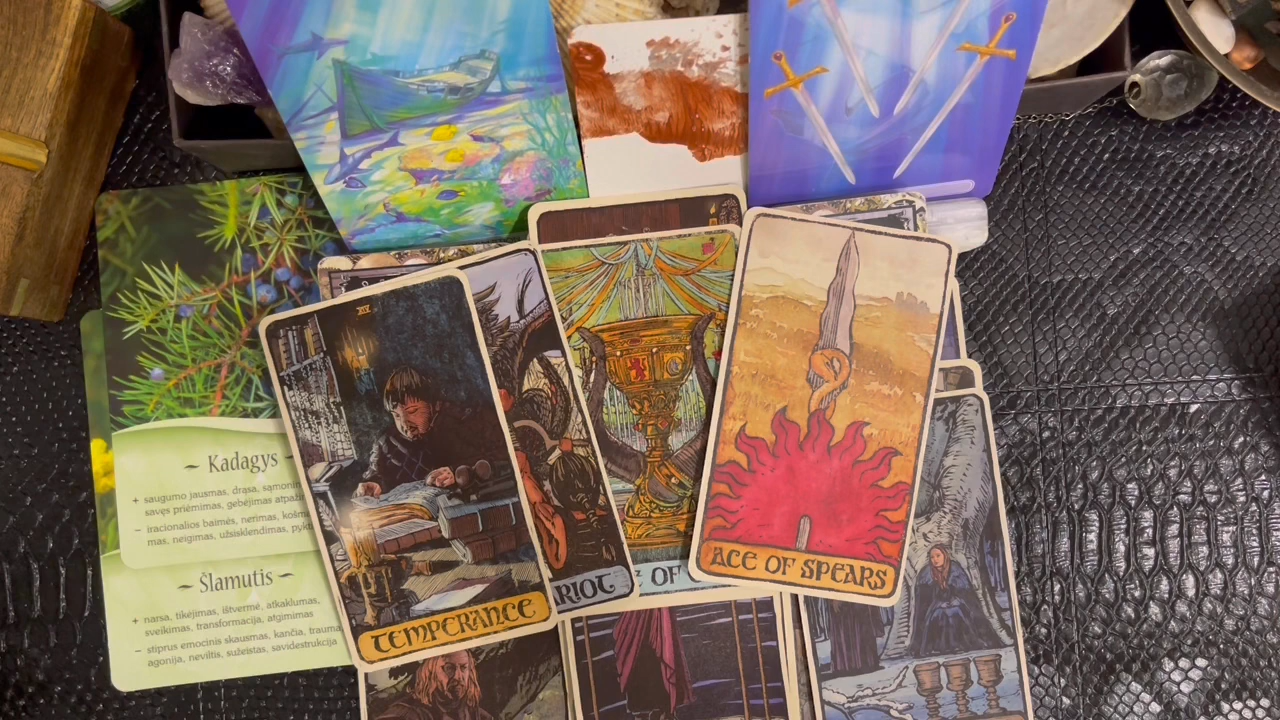 XIV
~ Kadagys
+ saugumo jausmas, drąsa,
savęs priėmimas, gebėjimas
− iracionalios baimės, nerimas,
mas, neigimas, užsisklendimas,
~ Šlamutis ~
+ narsa, tikėjimas, ištvermė, atkaklumas,
sveikimas, transformacija, atgimimas
− stiprus emocinis skausmas, kančia,
agonija, neviltis, sužeistas, savidestrukcija
TEMPERANCE
RIOT
OF
ACE OF SPEARS